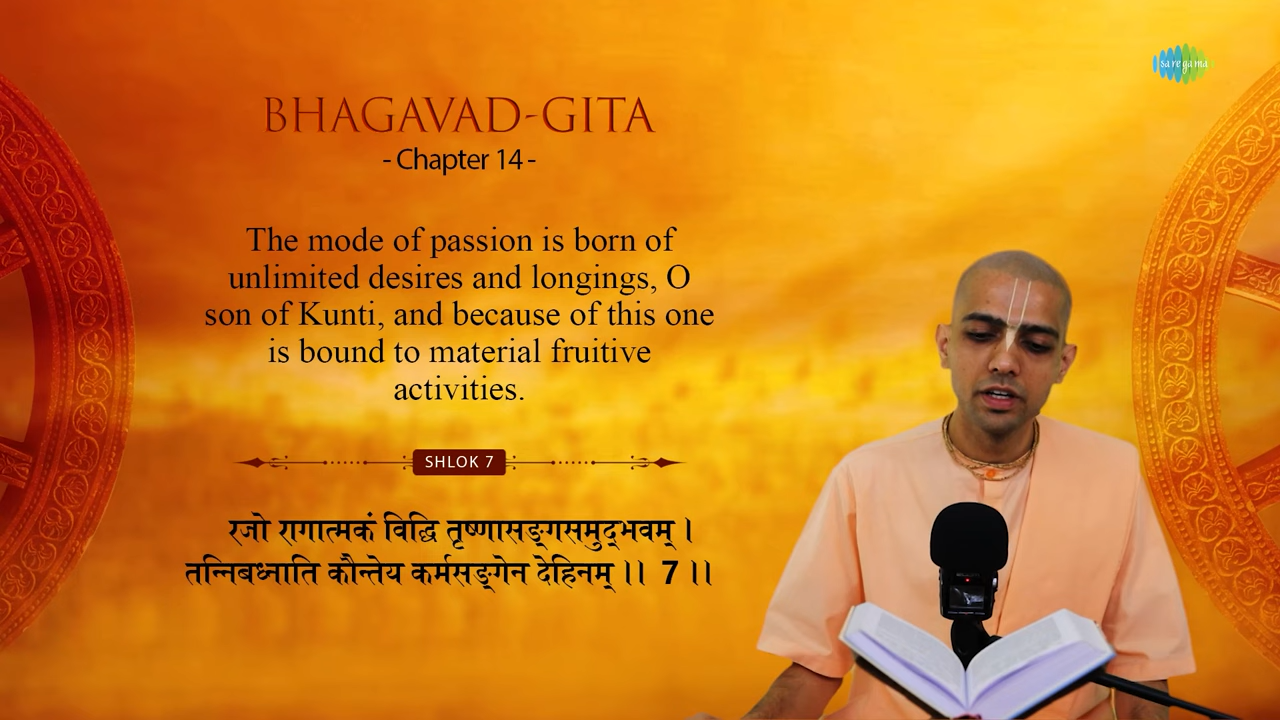 saregama
BHAGAVAD-GITA
- Chapter 14 -
The mode of passion is born of
unlimited desires and longings, O
son of Kunti, and because of this one
is bound to material fruitive
activities.
SHLOK 7
रजो रागात्मकं विद्धि तृष्णासङ्गसमुद्भवम् ।
तन्निबध्नाति कौन्तेय कर्मसङ्गेन देहिनम् ।। 7 ।।